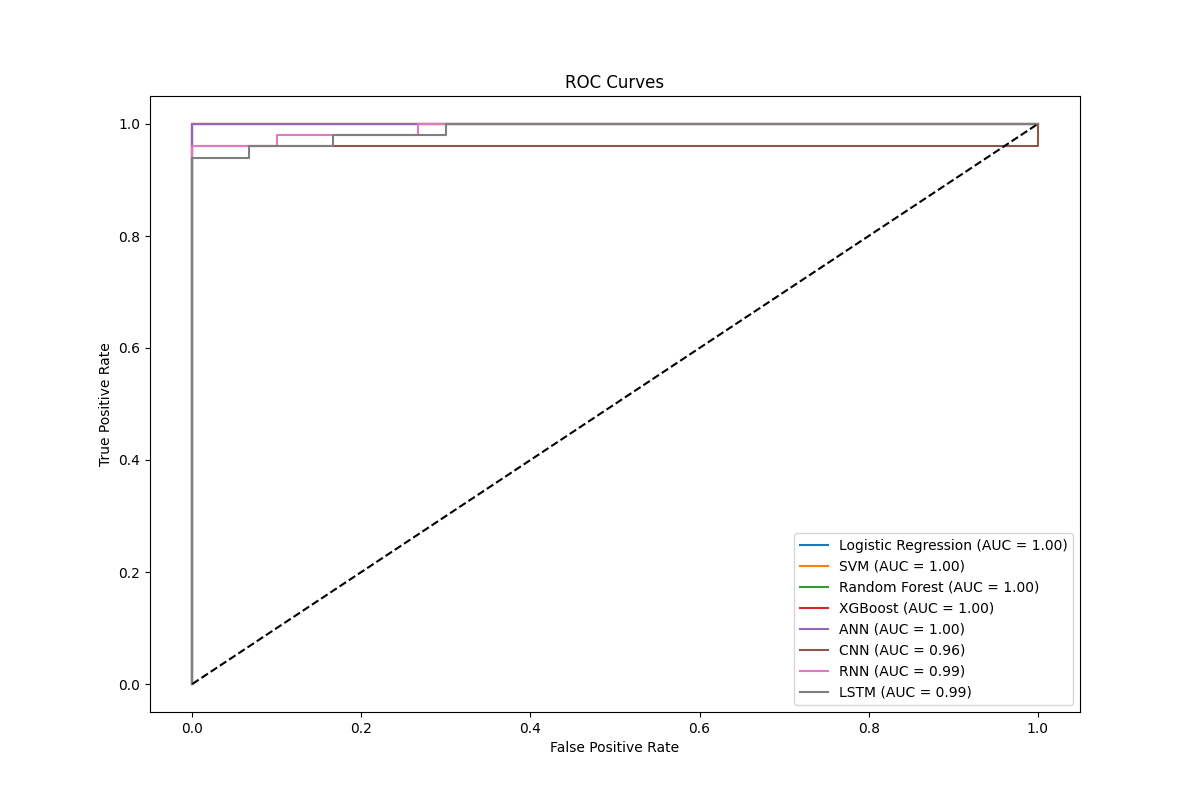 ROC Curves
1.0
0.8
0.6
0.4
0.2
0.0
True Positive Rate
0.0 0.2 0.4 0.6 0.8 1.0
False Positive Rate
Logistic Regression (AUC = 1.00)
SVM (AUC = 1.00)
Random Forest (AUC = 1.00)
XGBoost (AUC = 1.00)
ANN (AUC = 1.00)
CNN (AUC = 0.96)
RNN (AUC = 0.99)
LSTM (AUC = 0.99)